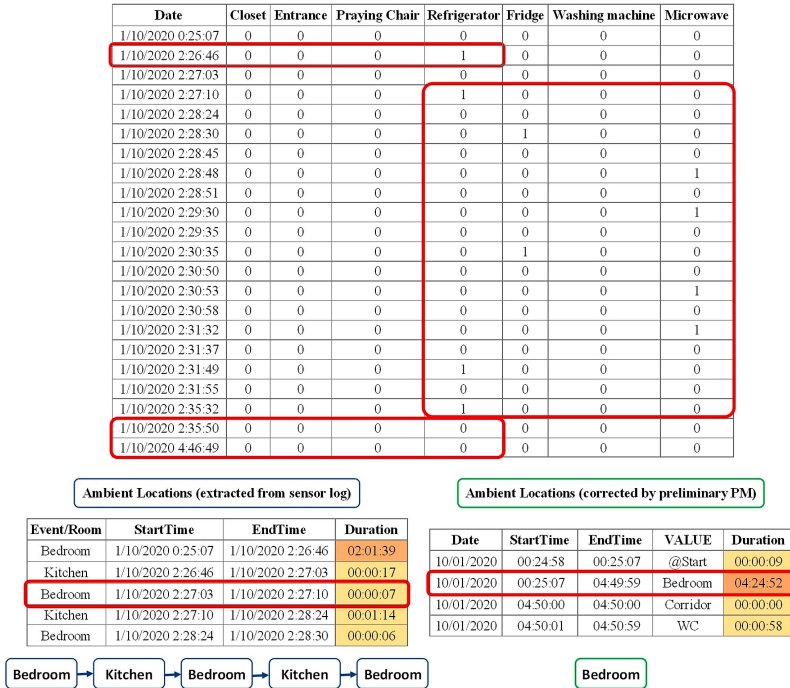 Date Closet Entrance Praying Chair Refrigerator Fridge Washing machine Microwave
1/10/2020 0:25:07 0 0 0 0 0 0 0
1/10/2020 2:26:46 0 0 0 1 0 0 0
1/10/2020 2:27:03 0 0 0 0 0 0 0
1/10/2020 2:27:10 0 0 0 1 0 0 0
1/10/2020 2:28:24 0 0 0 0 0 0 0
1/10/2020 2:28:30 0 0 0 0 1 0 0
1/10/2020 2:28:45 0 0 0 0 0 0 0
1/10/2020 2:28:48 0 0 0 0 0 0 1
1/10/2020 2:28:51 0 0 0 0 0 0 0
1/10/2020 2:29:30 0 0 0 0 0 0 1
1/10/2020 2:29:35 0 0 0 0 0 0 0
1/10/2020 2:30:35 0 0 0 0 1 0 0
1/10/2020 2:30:50 0 0 0 0 0 0 0
1/10/2020 2:30:53 0 0 0 0 0 0 1
1/10/2020 2:30:58 0 0 0 0 0 0 0
1/10/2020 2:31:32 0 0 0 0 0 0 1
1/10/2020 2:31:37 0 0 0 0 0 0 0
1/10/2020 2:31:49 0 0 0 1 0 0 0
1/10/2020 2:31:55 0 0 0 0 0 0 0
1/10/2020 2:35:32 0 0 0 1 0 0 0
1/10/2020 2:35:50 0 0 0 0 0 0 0
1/10/2020 4:46:49 0 0 0 0 0 0 0
Ambient Locations (extracted from sensor log)
Event/Room StartTime EndTime Duration
Bedroom 1/10/2020 0:25:07 1/10/2020 2:26:46 02:01:39
Kitchen 1/10/2020 2:26:46 1/10/2020 2:27:03 00:00:17
Bedroom 1/10/2020 2:27:03 1/10/2020 2:27:10 00:00:07
Kitchen 1/10/2020 2:27:10 1/10/2020 2:28:24 00:01:14
Bedroom 1/10/2020 2:28:24 1/10/2020 2:28:30 00:00:06
Bedroom Kitchen Bedroom Kitchen Bedroom
Ambient Locations (corrected by preliminary PM)
Date StartTime EndTime VALUE Duration
10/01/2020 00:24:58 00:25:07 @Start 00:00:09
10/01/2020 00:25:07 04:49:59 Bedroom 04:24:52
10/01/2020 04:50:00 04:50:00 Corridor 00:00:00
10/01/2020 04:50:01 04:50:59 WC 00:00:58
Bedroom